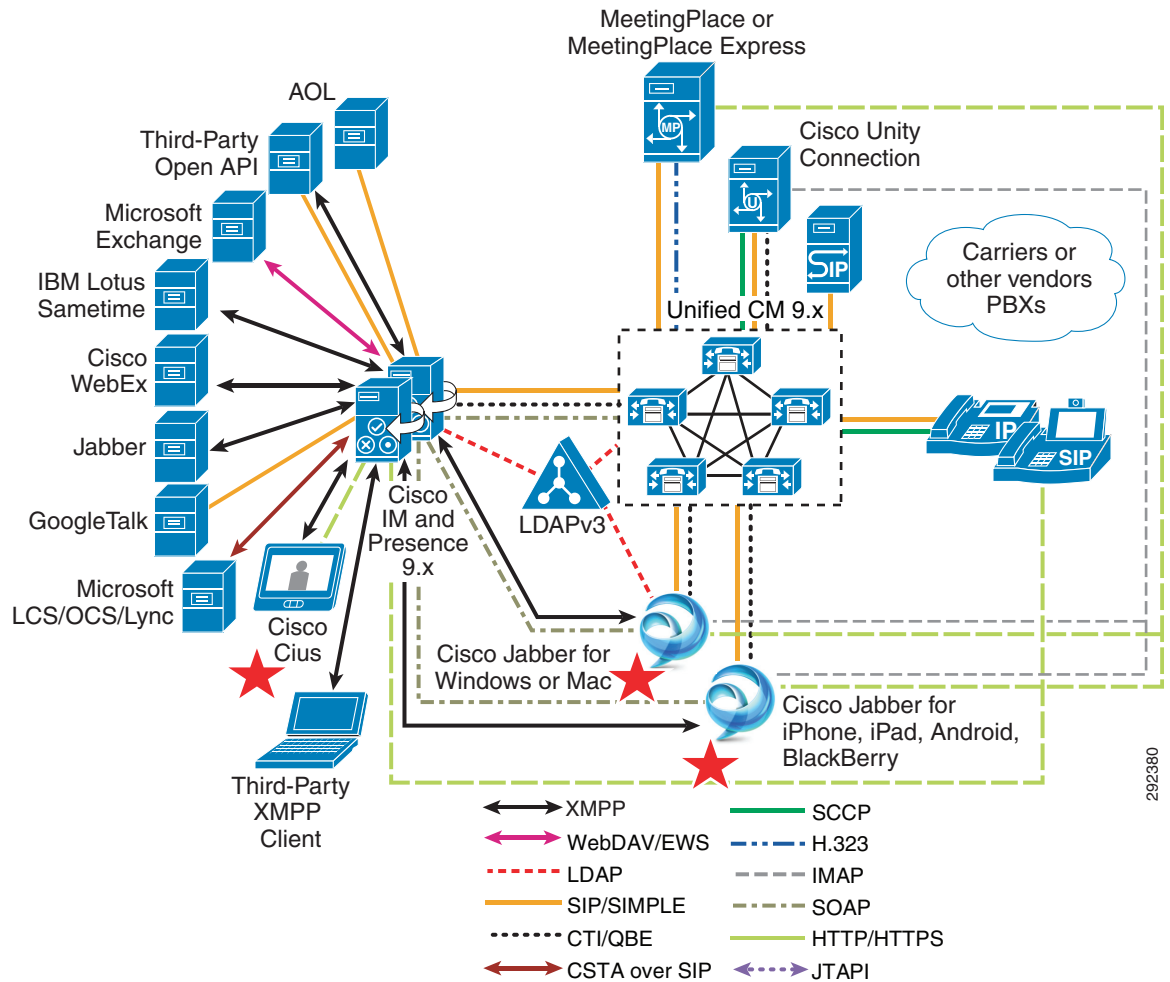 MeetingPlace or
MeetingPlace Express
AOL
Third-Party
Open API
MP
Cisco Unity
Connection
Microsoft
Exchange
U
SIP
Carriers or
other vendors
PBXs
IBM Lotus
Sametime
Unified CM 9.x
Cisco
WebEx
Jabber
IP
SIP
GoogleTalk
Cisco
IM and
Presence
9.x
LDAPv3
Microsoft
LCS/OCS/Lync
Cisco
Cius
Cisco Jabber for
Windows or Mac
Cisco Jabber for
iPhone, iPad, Android,
BlackBerry
Third-Party
XMPP
Client
292380
XMPP
WebDAV/EWS
LDAP
SIP/SIMPLE
CTI/QBE
CSTA over SIP
SCCP
H.323
IMAP
SOAP
HTTP/HTTPS
JTAPI